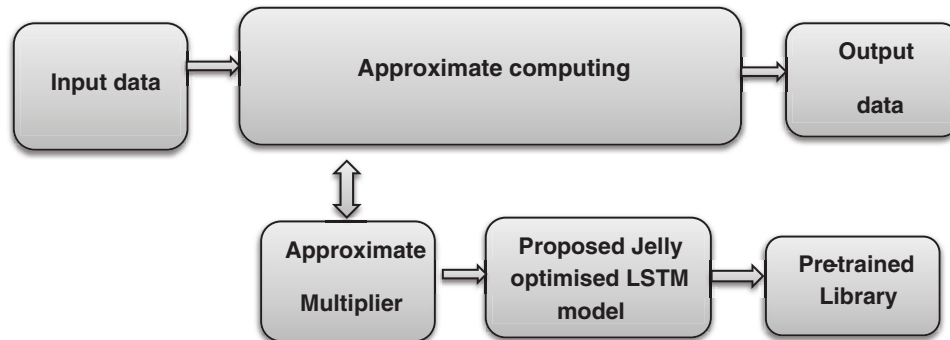 Input data
Approximate computing
Output
data
Approximate
Multiplier
Proposed Jelly
optimised LSTM
model
Pre-trained
Library